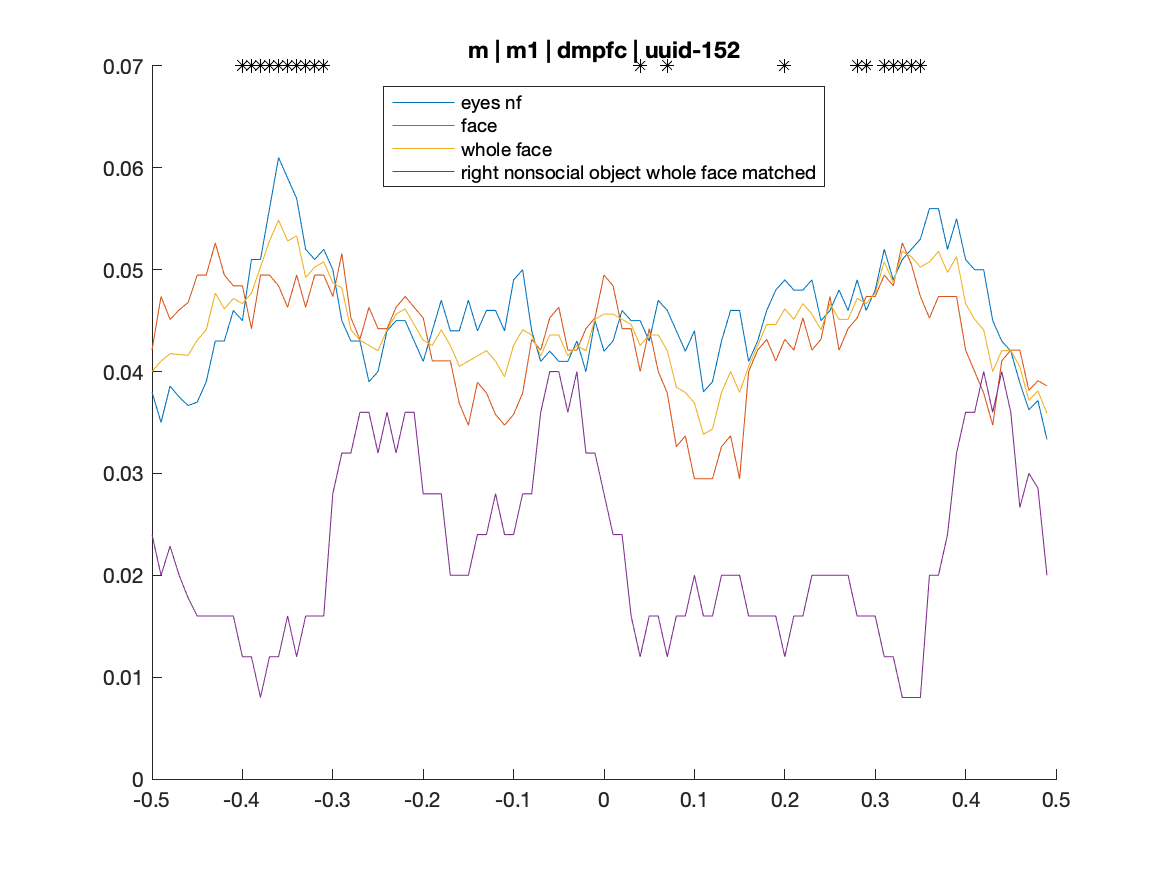 m | m1 | dmpfc | uuid-152
0.07
eyes nf
face
whole face
right nonsocial object whole face matched
0.06
0.05
0.04
0.03
0.02
0.01
0
-0.5 -0.4 -0.3 -0.2 -0.1 0 0.1 0.2 0.3 0.4 0.5